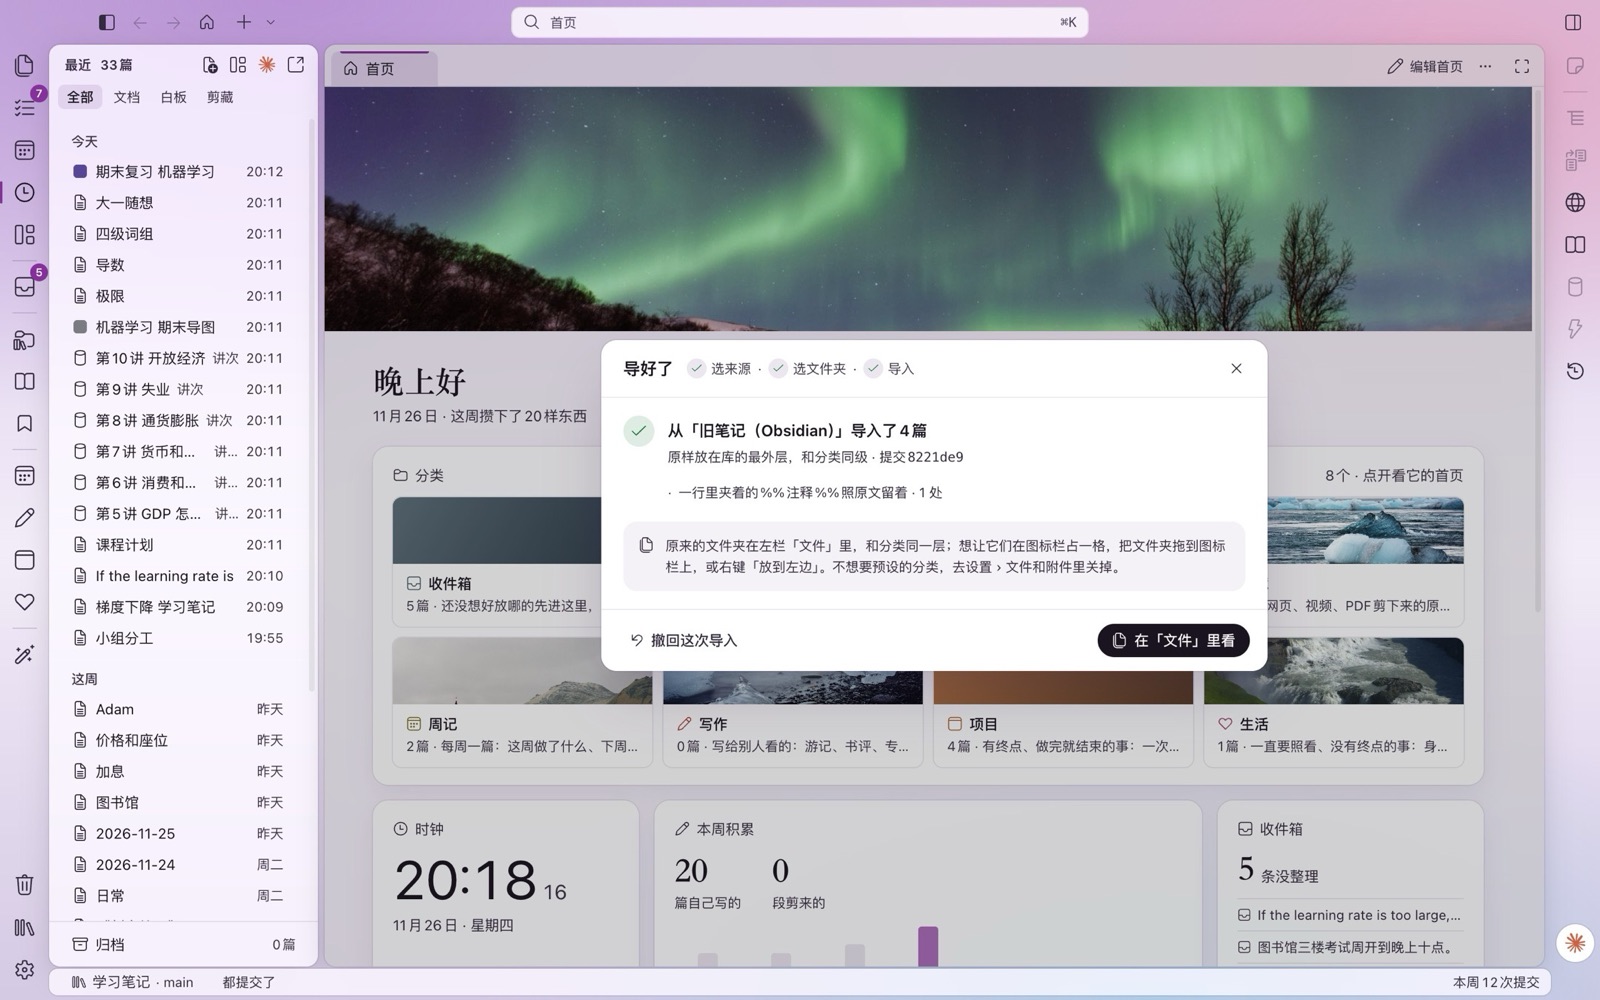 首页
⌘K
最近 33篇
全部 文档 白板 剪藏
今天
期末复习 机器学习 20:12
大一随想 20:11
四级词组 20:11
导数 20:11
极限 20:11
机器学习 期末导图 20:11
第10讲 开放经济 讲次 20:11
第9讲 失业 讲次 20:11
第8讲 通货膨胀 讲次 20:11
第7讲 货币和... 讲... 20:11
第6讲 消费和... 讲... 20:11
第5讲 GDP 怎... 讲... 20:11
课程计划 20:11
If the learning rate is 20:10
梯度下降 学习笔记 20:09
小组分工 19:55
这周
Adam 昨天
价格和座位 昨天
加息 昨天
图书馆 昨天
2026-11-25 昨天
2026-11-24 周二
日常 周二
归档 0篇
7
5
首页
编辑首页
晚上好
11月26日 · 这周攒下了20样东西
分类
8个 · 点开看它的首页
收件箱
5篇 · 还没想好放哪的先进这里，
网页、视频、PDF剪下来的原...
周记
2篇 · 每周一篇：这周做了什么、下周...
写作
0篇 · 写给别人看的：游记、书评、专...
项目
4篇 · 有终点、做完就结束的事：一次...
生活
1篇 · 一直要照看、没有终点的事：身...
导好了 选来源 · 选文件夹 · 导入
从「旧笔记（Obsidian）」导入了4篇
原样放在库的最外层，和分类同级 · 提交8221de9
· 一行里夹着的%%注释%%照原文留着 · 1 处
原来的文件夹在左栏「文件」里，和分类同一层；想让它们在图标栏占一格，把文件夹拖到图标
栏上，或右键「放到左边」。不想要预设的分类，去设置 › 文件和附件里关掉。
撤回这次导入
在「文件」里看
时钟
20:18 16
11月26日 · 星期四
本周积累
20 0
篇自己写的 段剪来的
收件箱
5 条没整理
If the learning rate is too large,...
图书馆三楼考试周开到晚上十点。
学习笔记 · main 都提交了
本周12次提交